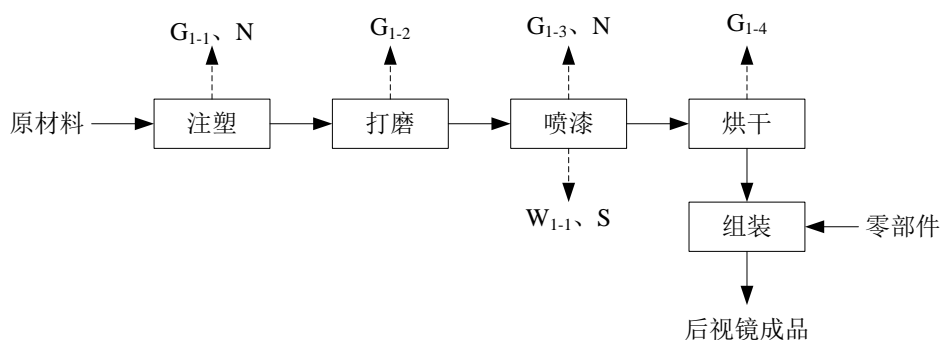 G1-1、N
G1-2
G1-3、N
G1-4
原材料
注塑
打磨
喷漆
烘干
W1-1、S
组装
零部件
后视镜成品